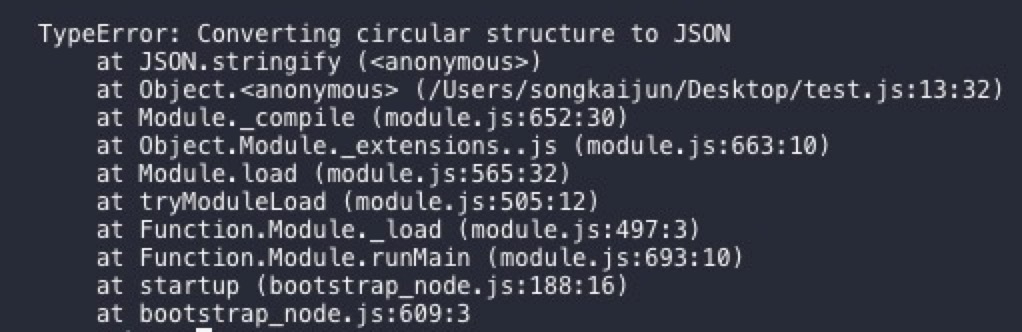 TypeError: Converting circular structure to JSON
at JSON.stringify (<anonymous>)
at Object.<anonymous> (/Users/songkaijun/Desktop/test.js:13:32)
at Module._compile (module.js:652:30)
at Object.Module._extensions..js (module.js:663:10)
at Module.load (module.js:565:32)
at tryModuleLoad (module.js:505:12)
at Function.Module._load (module.js:497:3)
at Function.Module.runMain (module.js:693:10)
at startup (bootstrap_node.js:188:16)
at bootstrap_node.js:609:3